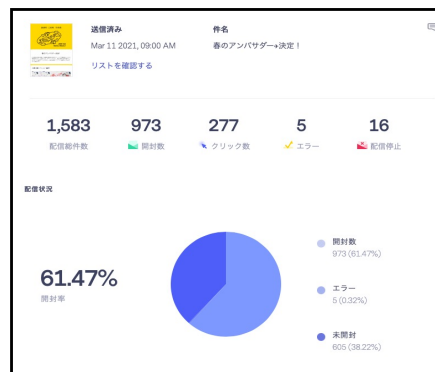 送信済み
件名
Mar 11 2021, 09:00 AM
春のアンバサダー+決定！
リストを確認する
1,583
973
277
5
16
配信総件数
開封数
クリック数
エラー
配信停止
配信状況
61.47%
開封率
開封数
973 (61.47%)
エラー
5 (0.32%)
未開封
605 (38.22%)